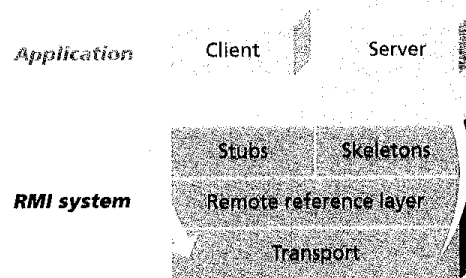 Application Client Server
Stubs Skeletons
RMI system Remote reference layer
Transport